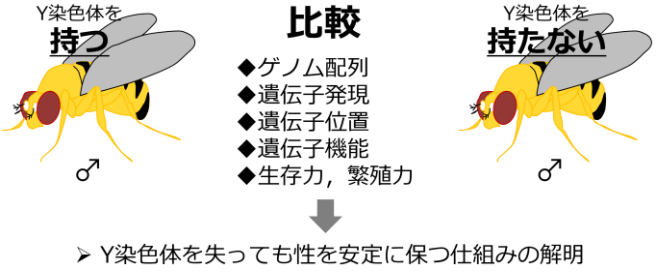 Y染色体を
持つ
♂
比較
◆ゲノム配列
◆遺伝子発現
◆遺伝子位置
◆遺伝子機能
◆生存力，繁殖力
Y染色体を
持たない
♂
➢ Y染色体を失っても性を安定に保つ仕組みの解明